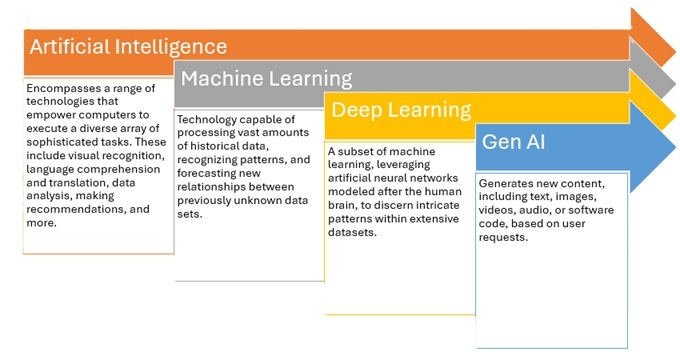 Artificial Intelligence
Encompasses a range of
technologies that
empower computers to
execute a diverse array of
sophisticated tasks. These
include visual recognition,
language comprehension
and translation, data
analysis, making
recommendations, and
more.
Machine Learning
Technology capable of
processing vast amounts
of historical data,
recognizing patterns, and
forecasting new
relationships between
previously unknown data
sets.
Deep Learning
A subset of machine
learning, leveraging
artificial neural networks
modeled after the human
brain, to discern intricate
patterns within extensive
datasets.
Gen AI
Generates new content,
including text, images,
videos, audio, or software
code, based on user
requests.